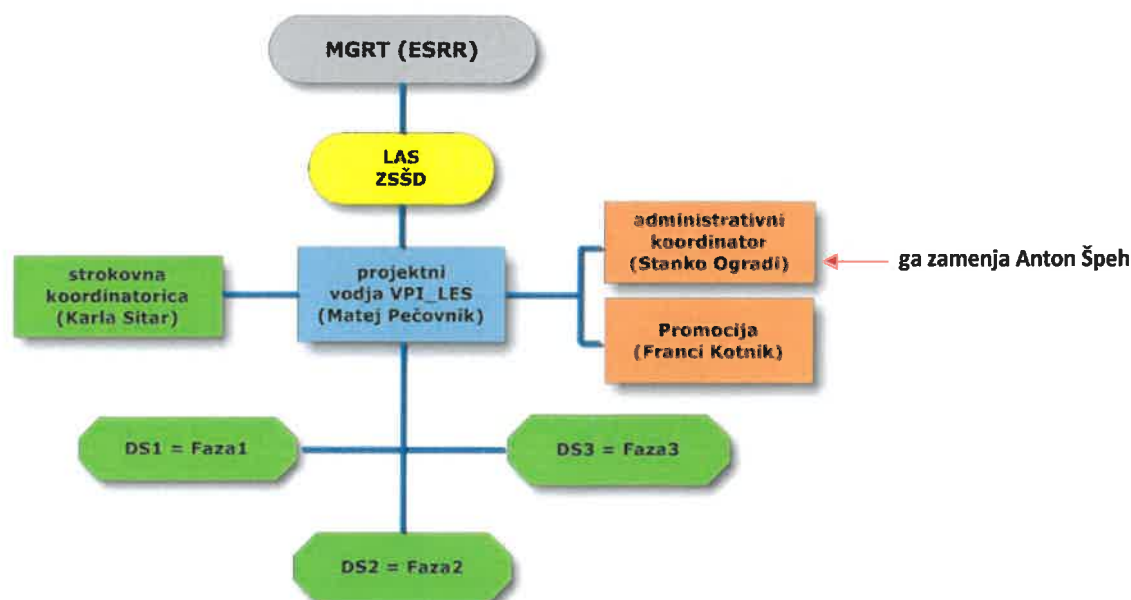 MGRT (ESRR)
LAS
ZSŠD
administrativni
koordinator
(Stanko Ogradi)
ga zamenja Anton Špeh
strokovna
koordinatorica
(Karla Sitar)
projektni
vodja VPI_LES
(Matej Pečovnik)
Promocija
(Franci Kotnik)
DS1 = Faza1
DS3 = Faza3
DS2 = Faza2